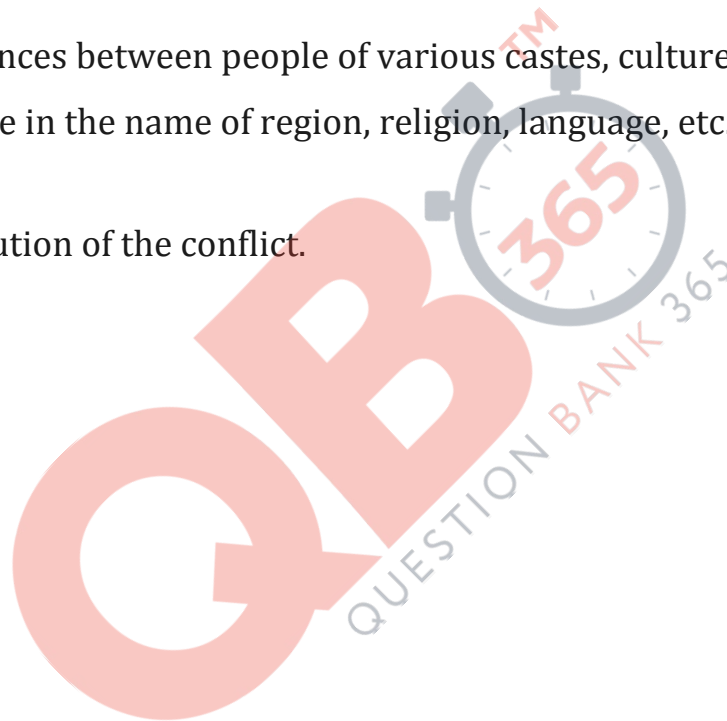 nces between people of various castes, culture
e in the name of region, religion, language, etc.
ution of the conflict.
TM
365
QB
QUESTION BANK 365